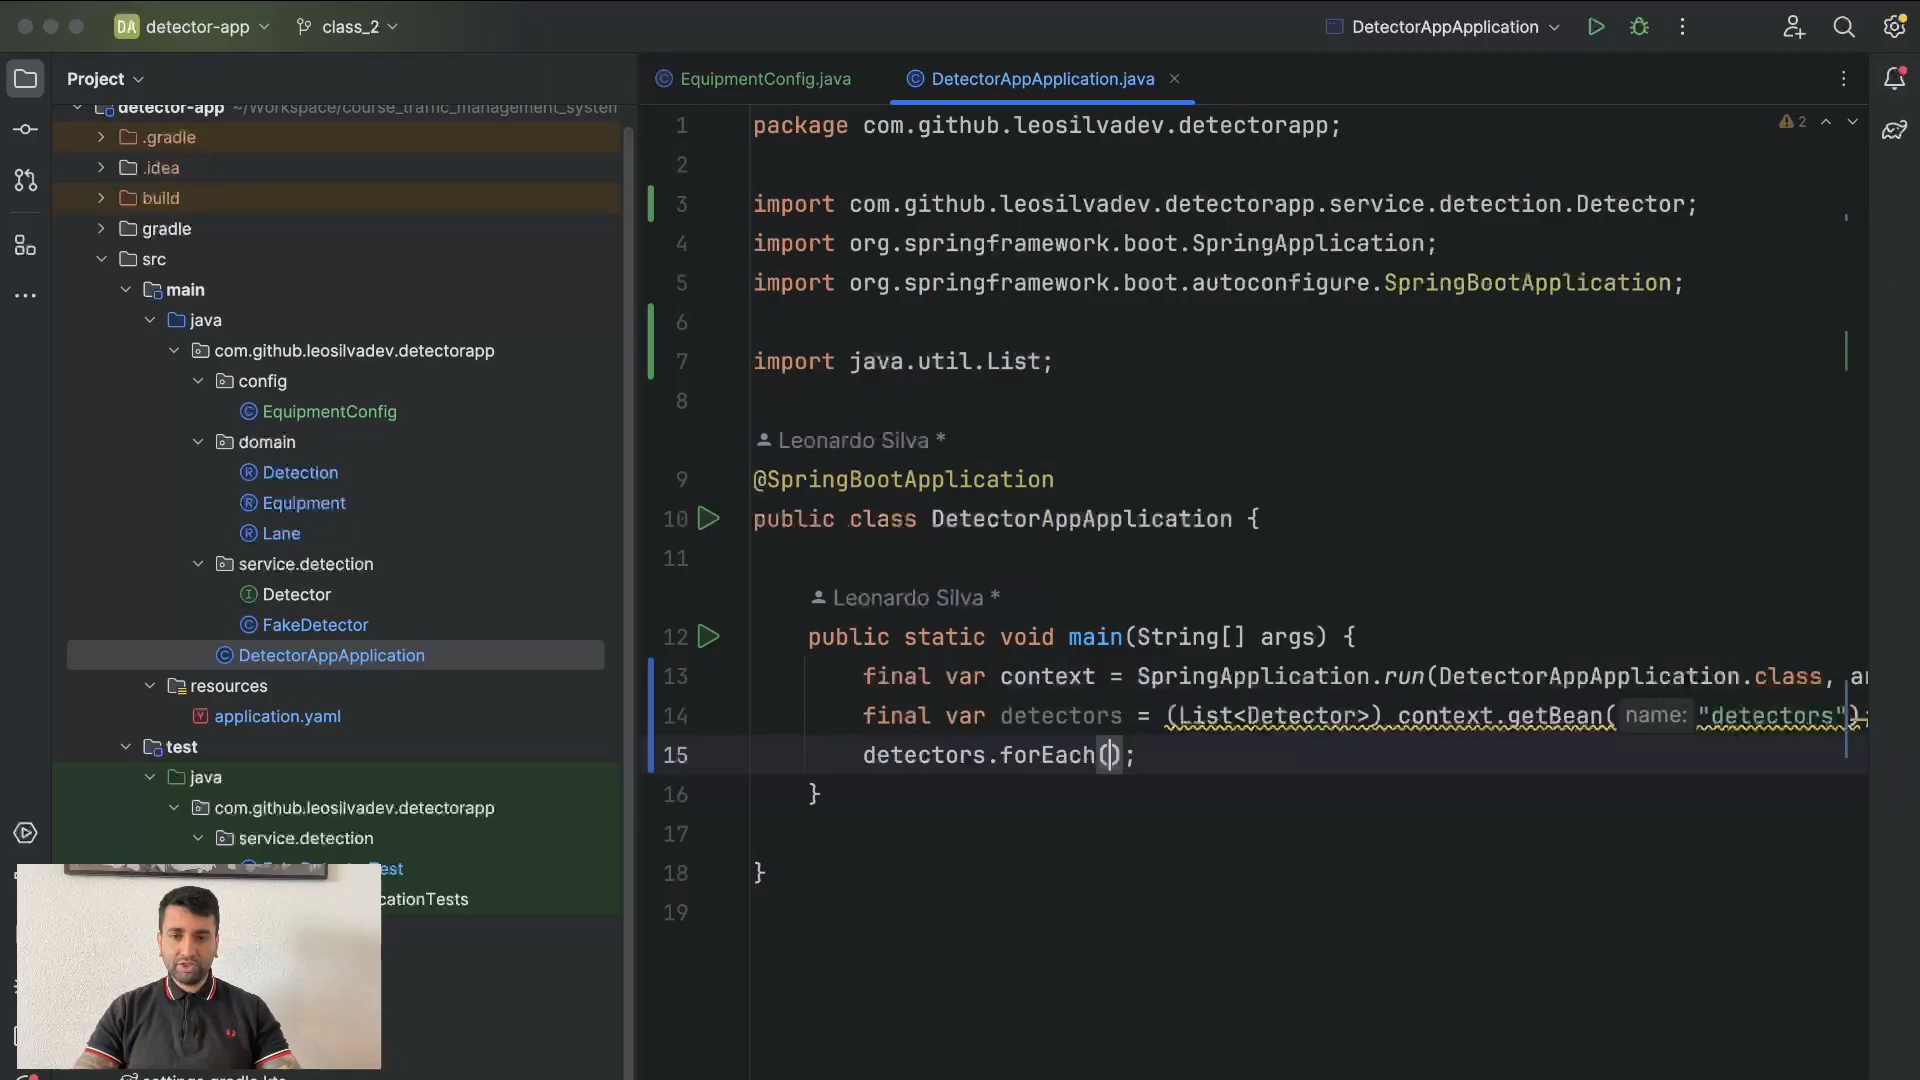 DA detector-app class_2 DetectorAppApplication
Project
EquipmentConfig.java DetectorAppApplication.java
detector-app ~/Workspace/course_traffic_management_system
.gradle
.idea
build
gradle
src
main
java
com.github.leosilvadev.detectorapp
config
EquipmentConfig
domain
Detection
Equipment
Lane
service.detection
Detector
FakeDetector
DetectorAppApplication
resources
application.yaml
test
java
com.github.leosilvadev.detectorapp
service.detection
2
1 package com.github.leosilvadev.detectorapp;
2
3 import com.github.leosilvadev.detectorapp.service.detection.Detector;
4 import org.springframework.boot.SpringApplication;
5 import org.springframework.boot.autoconfigure.SpringBootApplication;
6
7 import java.util.List;
8
Leonardo Silva *
9 @SpringBootApplication
10 public class DetectorAppApplication {
11
Leonardo Silva *
12 public static void main(String[] args) {
13 final var context = SpringApplication.run(DetectorAppApplication.class,
14 final var detectors = (List<Detector>) context.getBean( name: "detectors");
15 detectors.forEach();
16 }
17
18 }
19